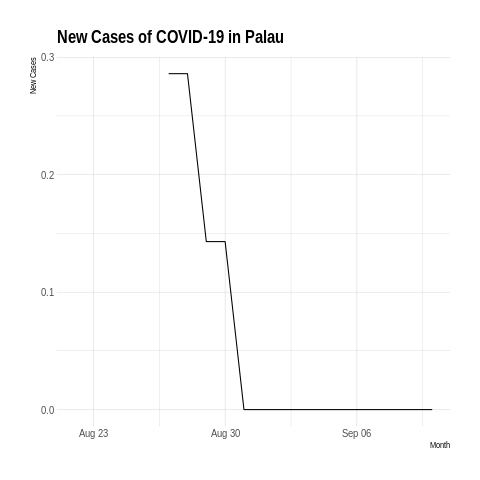 New Cases of COVID-19 in Palau
New Cases
0.3
0.2
0.1
0.0
Aug 23 Aug 30 Sep 06
Month